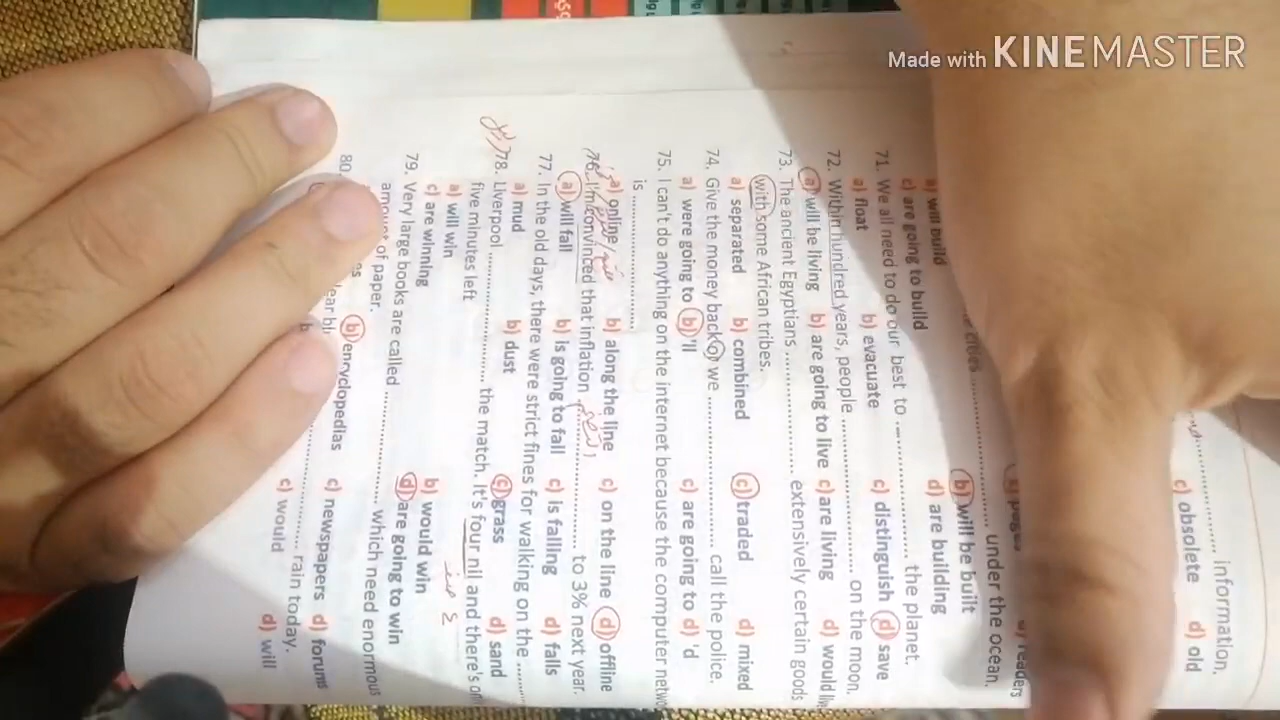 Made with KINEMASTER
information.
c) obsolete d) old
readers
under the ocean.
a) will build b) will be built
c) are going to build d) are building
71. We all need to do our best to ............ the planet.
a) float b) evacuate c) distinguish d) save
72. Within hundred years, people ............ on the moon.
a) will be living b) are going to live c) are living d) would
73. The ancient Egyptians ............ extensively certain goods
with some African tribes.
a) separated b) combined c) traded d) mixed
74. Give the money back or we ............ call the police.
a) were going to b) 'll c) are going to d) 'd
75. I can't do anything on the internet because the computer
is ............
a) online b) along the line c) on the line d) offline
76. I'm convinced that inflation ............ to 3% next year.
a) will fall b) is going to fall c) is falling d) falls
77. In the old days, there were strict fines for walking on the ............
a) mud b) dust c) grass d) sand
78. Liverpool ............ the match. It's four nil and there's
five minutes left
a) will win b) would win
c) are winning d) are going to win
79. Very large books are called ............ which need enormous
amount of paper.
b) encyclopedias c) newspapers d) forums
80. ............ rain today.
b c) would d) will